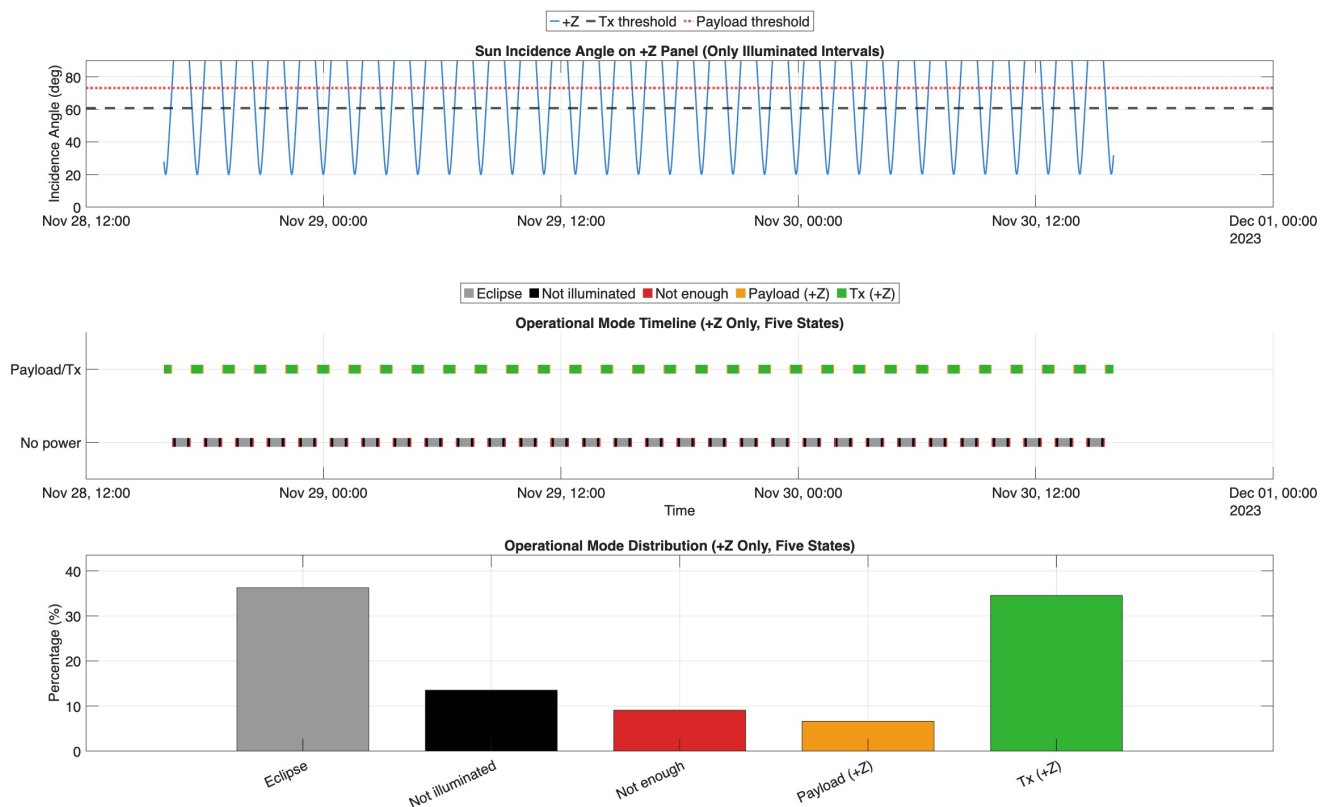 +Z Tx threshold Payload threshold
Sun Incidence Angle on +Z Panel (Only Illuminated Intervals)
Incidence Angle (deg)
80
60
40
20
0
Nov 28, 12:00 Nov 29, 00:00 Nov 29, 12:00 Nov 30, 00:00 Nov 30, 12:00 Dec 01, 00:00
2023
Eclipse Not illuminated Not enough Payload (+Z) Tx (+Z)
Operational Mode Timeline (+Z Only, Five States)
Payload/Tx
No power
Nov 28, 12:00 Nov 29, 00:00 Nov 29, 12:00 Nov 30, 00:00 Nov 30, 12:00 Dec 01, 00:00
2023
Time
Operational Mode Distribution (+Z Only, Five States)
Percentage (%)
40
30
20
10
0
Eclipse Not illuminated Not enough Payload (+Z) Tx (+Z)